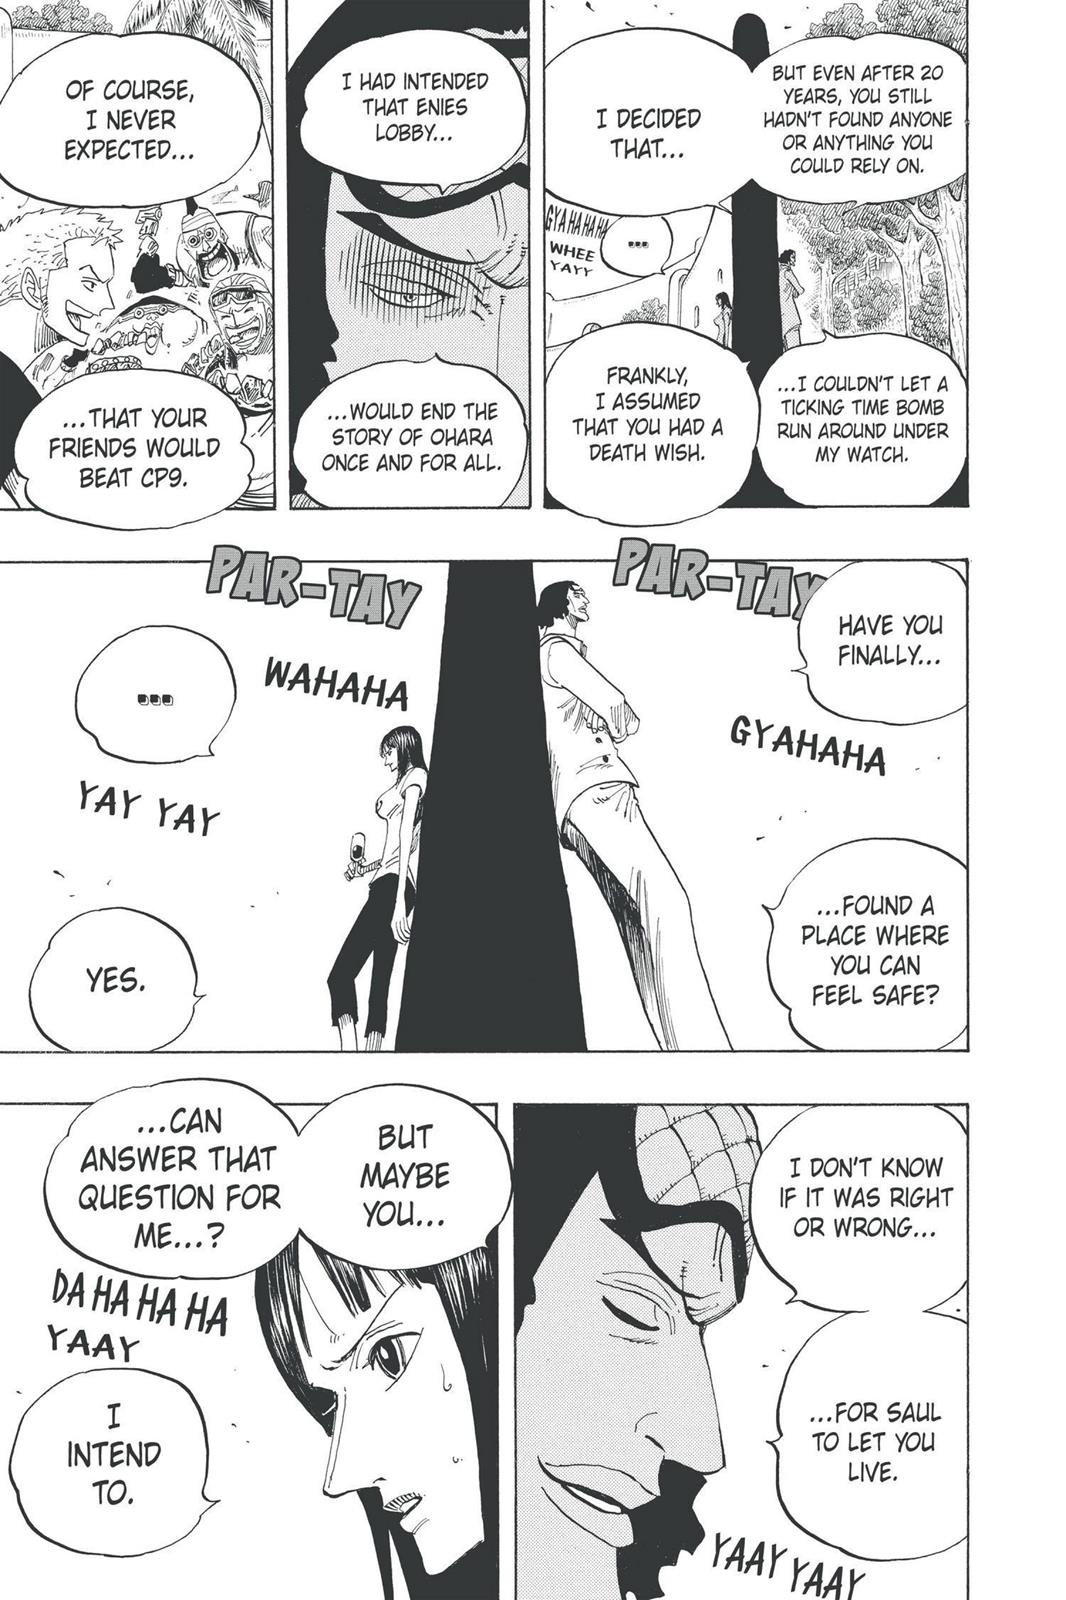 BUT EVEN AFTER 20
YEARS, YOU STILL
HADN'T FOUND ANYONE
OR ANYTHING YOU
COULD RELY ON.
I DECIDED
THAT...
GYAHAHAHA
...
WHEE
YAYY
...I COULDN'T LET A
TICKING TIME BOMB
RUN AROUND UNDER
MY WATCH.
FRANKLY,
I ASSUMED
THAT YOU HAD A
DEATH WISH.
I HAD INTENDED
THAT ENIES
LOBBY...
...WOULD END THE
STORY OF OHARA
ONCE AND FOR ALL.
OF COURSE,
I NEVER
EXPECTED...
...THAT YOUR
FRIENDS WOULD
BEAT CP9.
PAR-TAY
PAR-TAY
HAVE YOU
FINALLY...
GYAHAHA
...FOUND A
PLACE WHERE
YOU CAN
FEEL SAFE?
WAHAHA
...
YAY YAY
YES.
I DON'T KNOW
IF IT WAS RIGHT
OR WRONG...
...FOR SAUL
TO LET YOU
LIVE.
YAAY YAAY
BUT
MAYBE
YOU...
...CAN
ANSWER THAT
QUESTION FOR
ME...?
DAHAHAHA
YAAY
I
INTEND
TO.